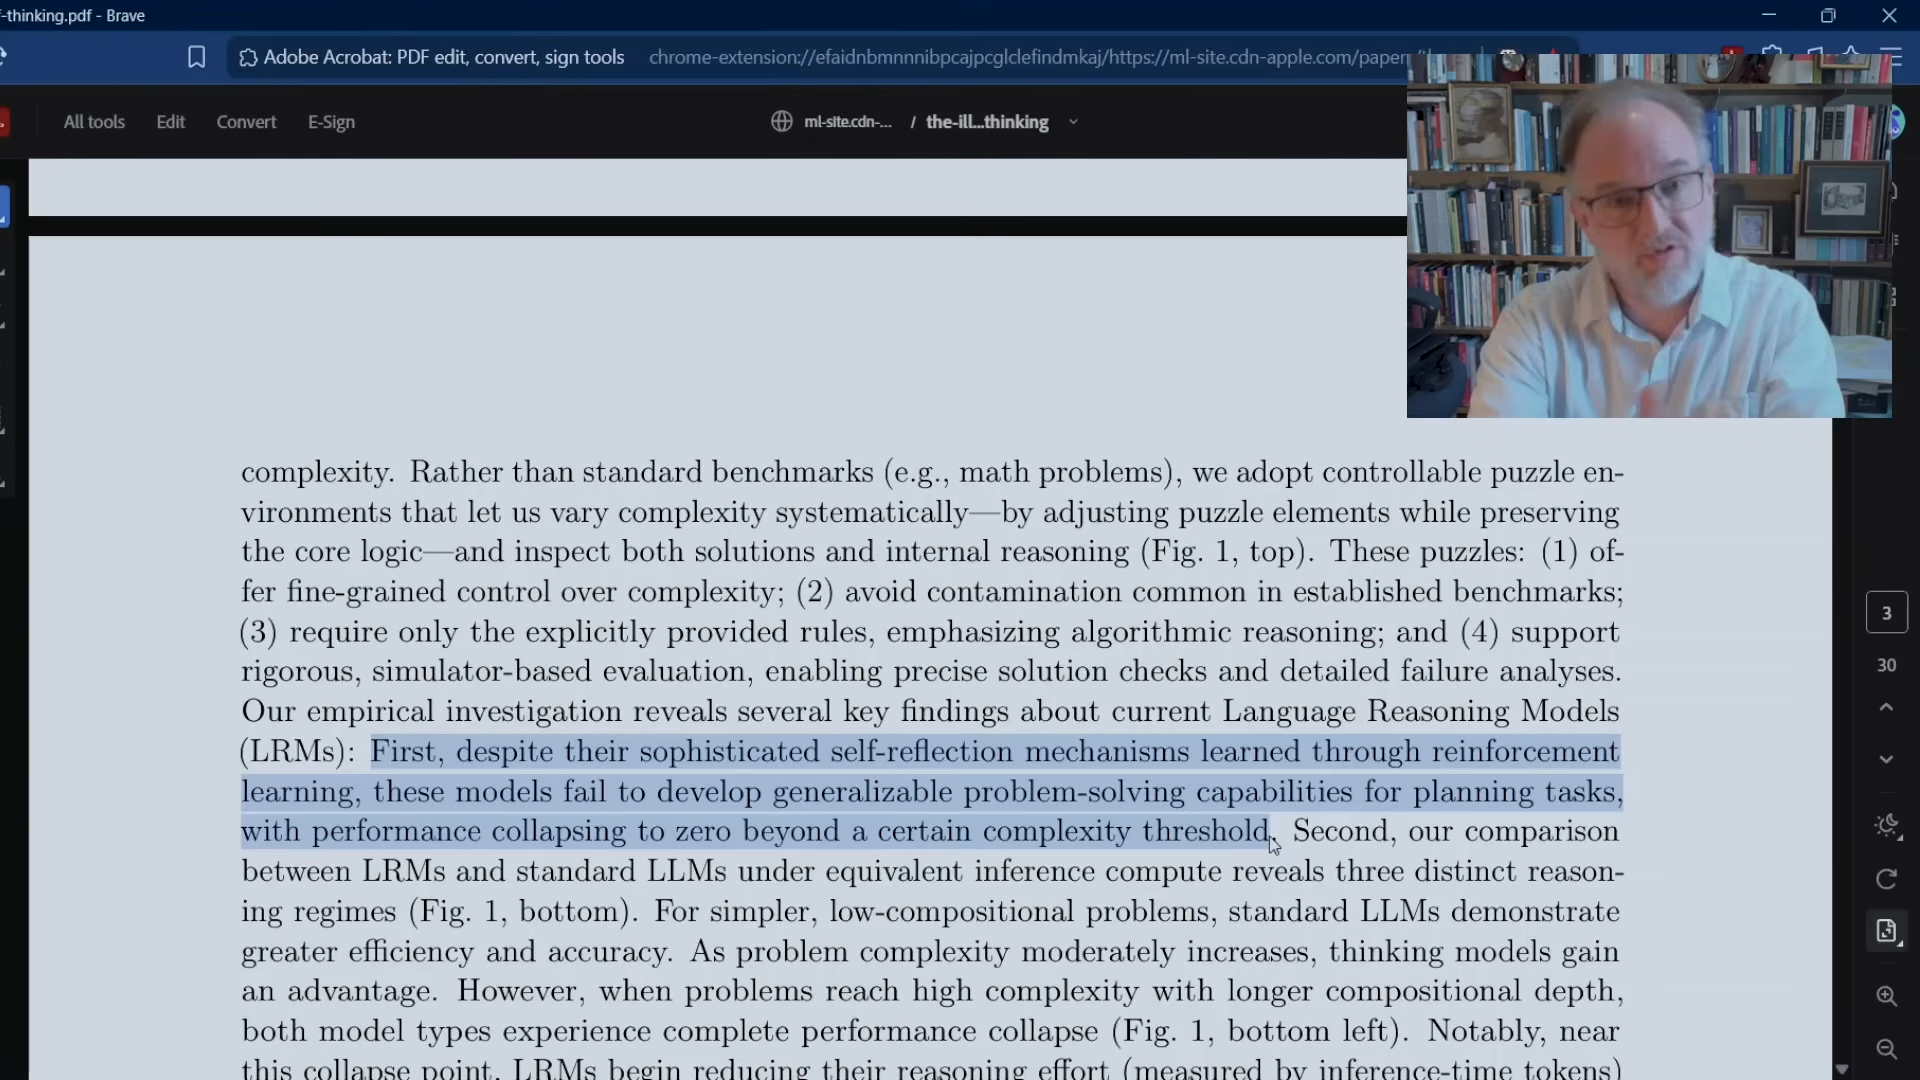 -thinking.pdf - Brave
Adobe Acrobat: PDF edit, convert, sign tools chrome-extension://efaidnbmnnnibpcajpcglclefindmkaj/https://ml-site.cdn-apple.com/paper
All tools Edit Convert E-Sign ml-site.cdn-... / the-ill...thinking
complexity. Rather than standard benchmarks (e.g., math problems), we adopt controllable puzzle en-
vironments that let us vary complexity systematically—by adjusting puzzle elements while preserving
the core logic—and inspect both solutions and internal reasoning (Fig. 1, top). These puzzles: (1) of-
fer fine-grained control over complexity; (2) avoid contamination common in established benchmarks;
(3) require only the explicitly provided rules, emphasizing algorithmic reasoning; and (4) support
rigorous, simulator-based evaluation, enabling precise solution checks and detailed failure analyses.
Our empirical investigation reveals several key findings about current Language Reasoning Models
(LRMs): First, despite their sophisticated self-reflection mechanisms learned through reinforcement
learning, these models fail to develop generalizable problem-solving capabilities for planning tasks,
with performance collapsing to zero beyond a certain complexity threshold. Second, our comparison
between LRMs and standard LLMs under equivalent inference compute reveals three distinct reason-
ing regimes (Fig. 1, bottom). For simpler, low-compositional problems, standard LLMs demonstrate
greater efficiency and accuracy. As problem complexity moderately increases, thinking models gain
an advantage. However, when problems reach high complexity with longer compositional depth,
both model types experience complete performance collapse (Fig. 1, bottom left). Notably, near
this collapse point, LRMs begin reducing their reasoning effort (measured by inference-time tokens)
3
30